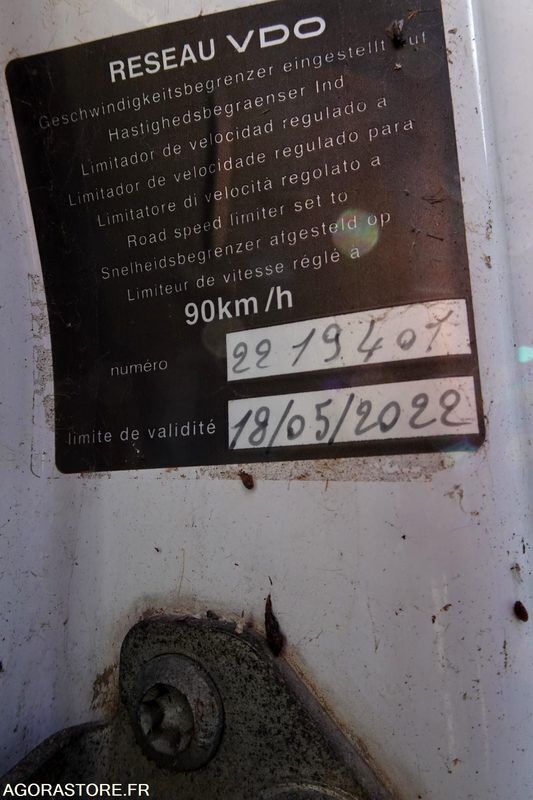 RESEAU VDO
Geschwindigkeitsbegrenzer eingestellt auf
Hastighedsbegraenser Ind
Limitador de velocidad regulado a
Limitador de velocidade regulado para
Limitatore di velocità regolato a
Road speed limiter set to
Snelheidsbegrenzer afgesteld op
Limiteur de vitesse réglé a
90km/h
numéro 2219401
limite de validité 18/05/2022
AGORASTORE.FR